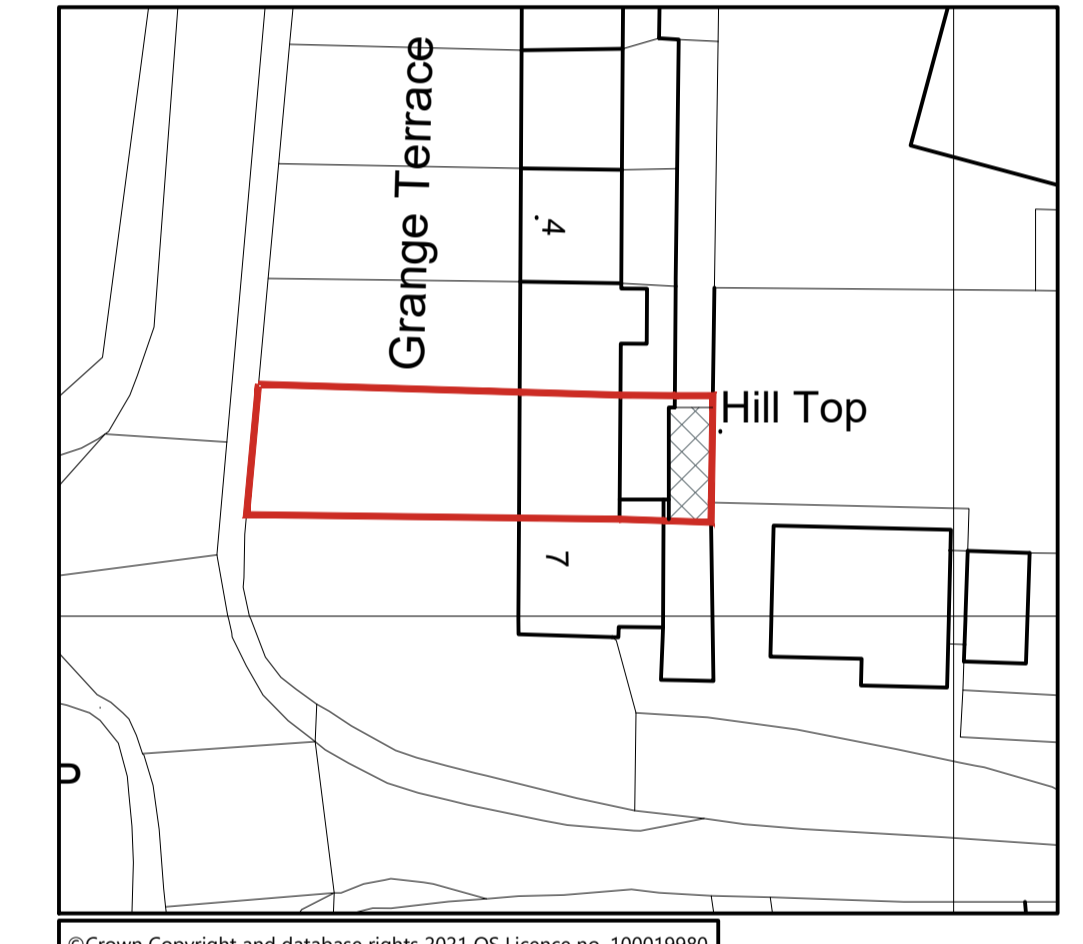 Grange Terrace
4
Hill Top
7
©Crown Copyright and database rights 2021 OS Licence no. 100019980